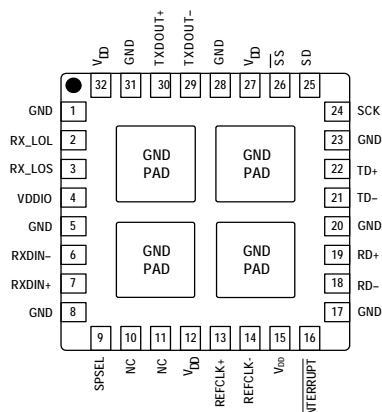 VDD GND TXDOUT+ TXDOUT– GND VDD SS SD
32 31 30 29 28 27 26 25
GND 1
RX_LOL 2
RX_LOS 3
VDDIO 4
GND 5
RXDIN– 6
RXDIN+ 7
GND 8
GND
PAD
GND
PAD
GND
PAD
GND
PAD
24 SCK
23 GND
22 TD+
21 TD–
20 GND
19 RD+
18 RD–
17 GND
9 10 11 12 13 14 15 16
SPSEL NC NC VDD REFCLK+ REFCLK- VDD NTERRUPT